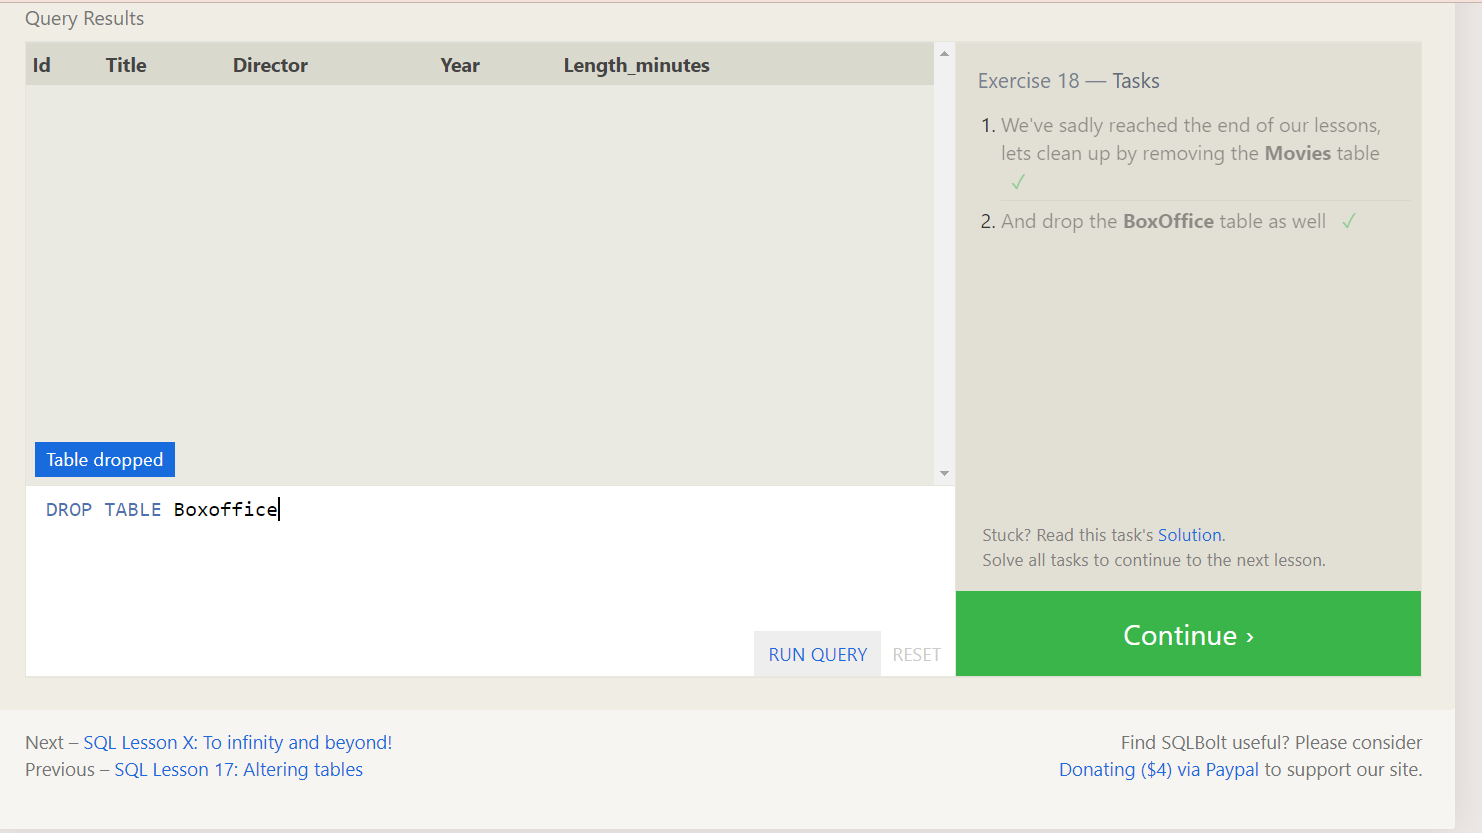 Query Results
Id Title Director Year Length_minutes
Table dropped
DROP TABLE Boxoffice
RUN QUERY RESET
Exercise 18 — Tasks
1. We've sadly reached the end of our lessons,
lets clean up by removing the Movies table
✓
2. And drop the BoxOffice table as well ✓
Stuck? Read this task's Solution.
Solve all tasks to continue to the next lesson.
Continue ›
Next – SQL Lesson X: To infinity and beyond!
Previous – SQL Lesson 17: Altering tables
Find SQLBolt useful? Please consider
Donating ($4) via Paypal to support our site.